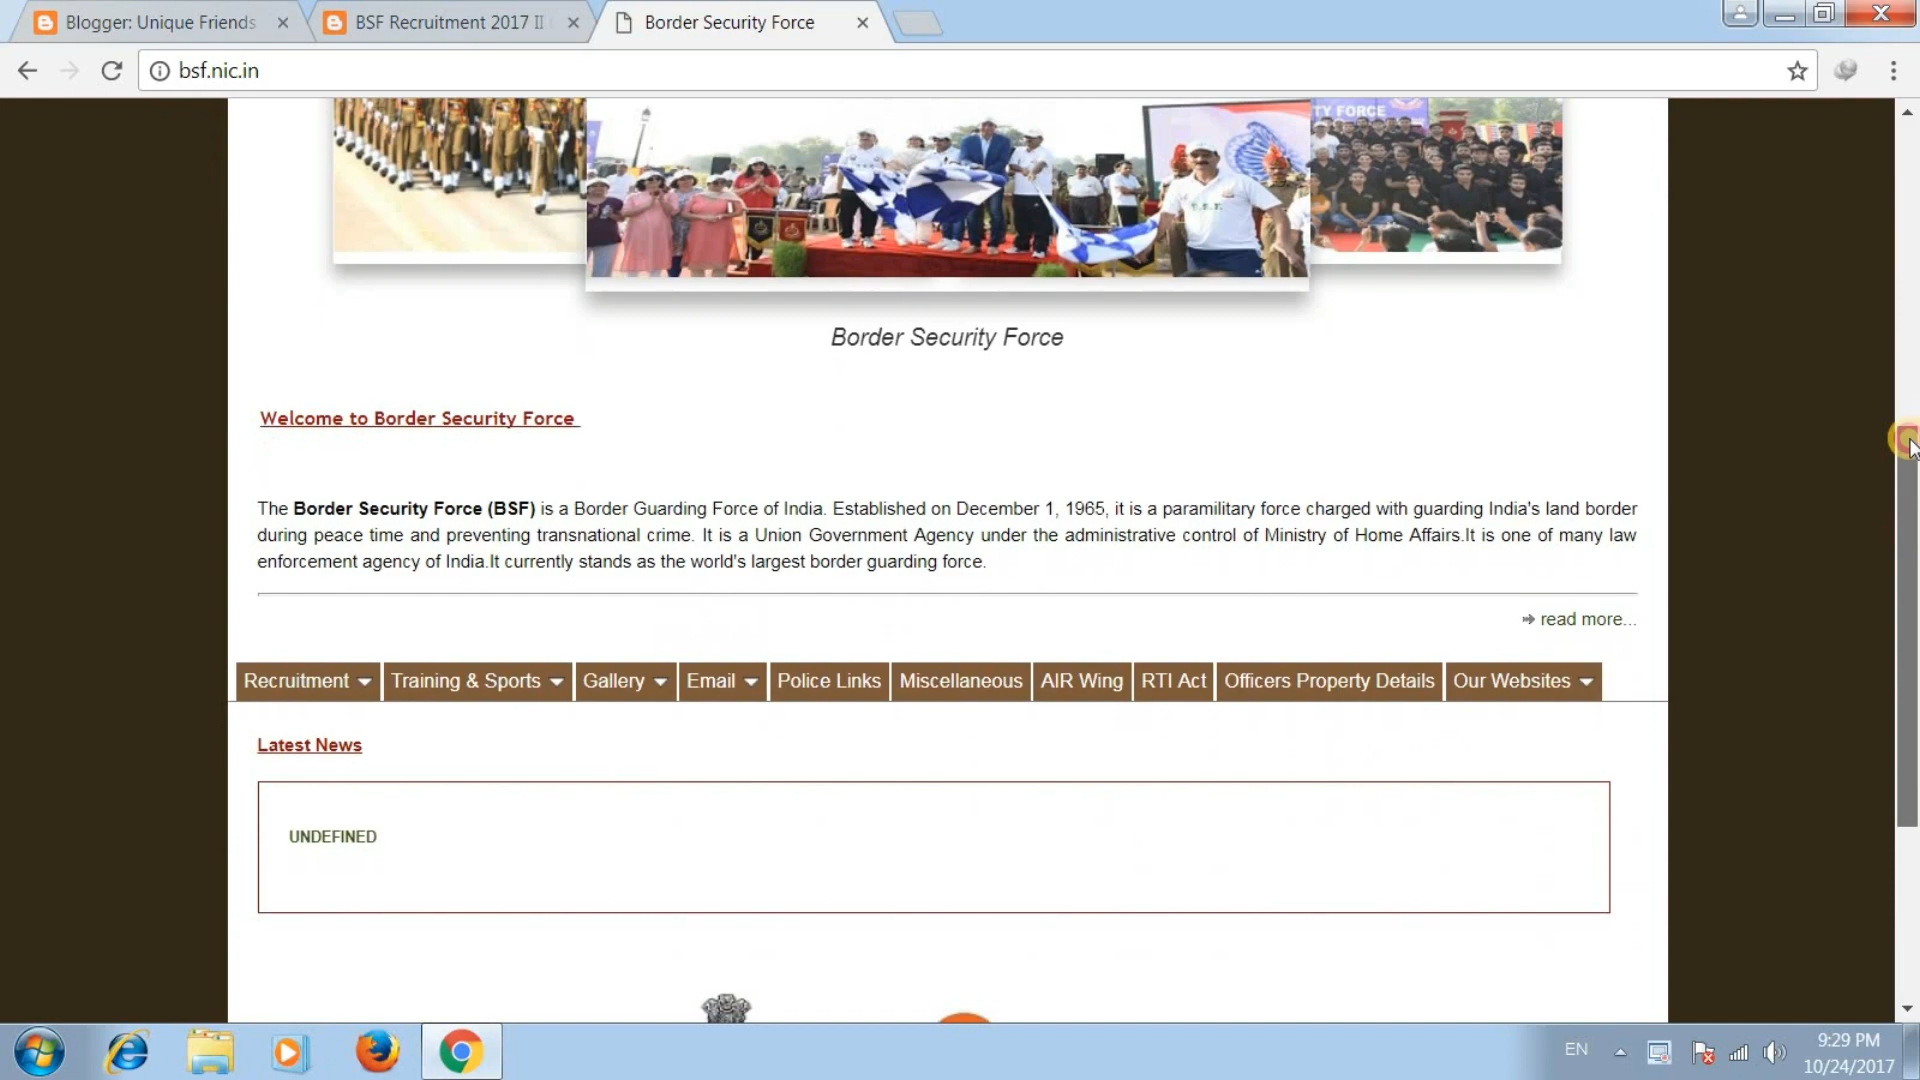 Blogger: Unique Friends
BSF Recruitment 2017 II
Border Security Force
bsf.nic.in
TY FORCE
Border Security Force
Welcome to Border Security Force
The Border Security Force (BSF) is a Border Guarding Force of India. Established on December 1, 1965, it is a paramilitary force charged with guarding India's land border
during peace time and preventing transnational crime. It is a Union Government Agency under the administrative control of Ministry of Home Affairs.It is one of many law
enforcement agency of India.It currently stands as the world's largest border guarding force.
read more...
Recruitment Training & Sports Gallery Email Police Links Miscellaneous AIR Wing RTI Act Officers Property Details Our Websites
Latest News
UNDEFINED
EN
9:29 PM
10/24/2017